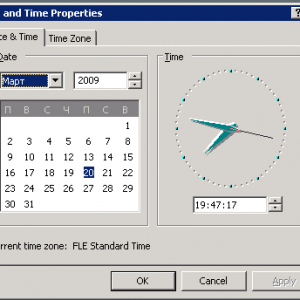 and Time Properties
?
te & Time
Time Zone
Date
Time
Март
2009
П В С Ч П С В
1
2 3 4 5 6 7 8
9 10 11 12 13 14 15
16 17 18 19 20 21 22
23 24 25 26 27 28 29
30 31
19:47:17
rrent time zone: FLE Standard Time
OK
Cancel
Apply